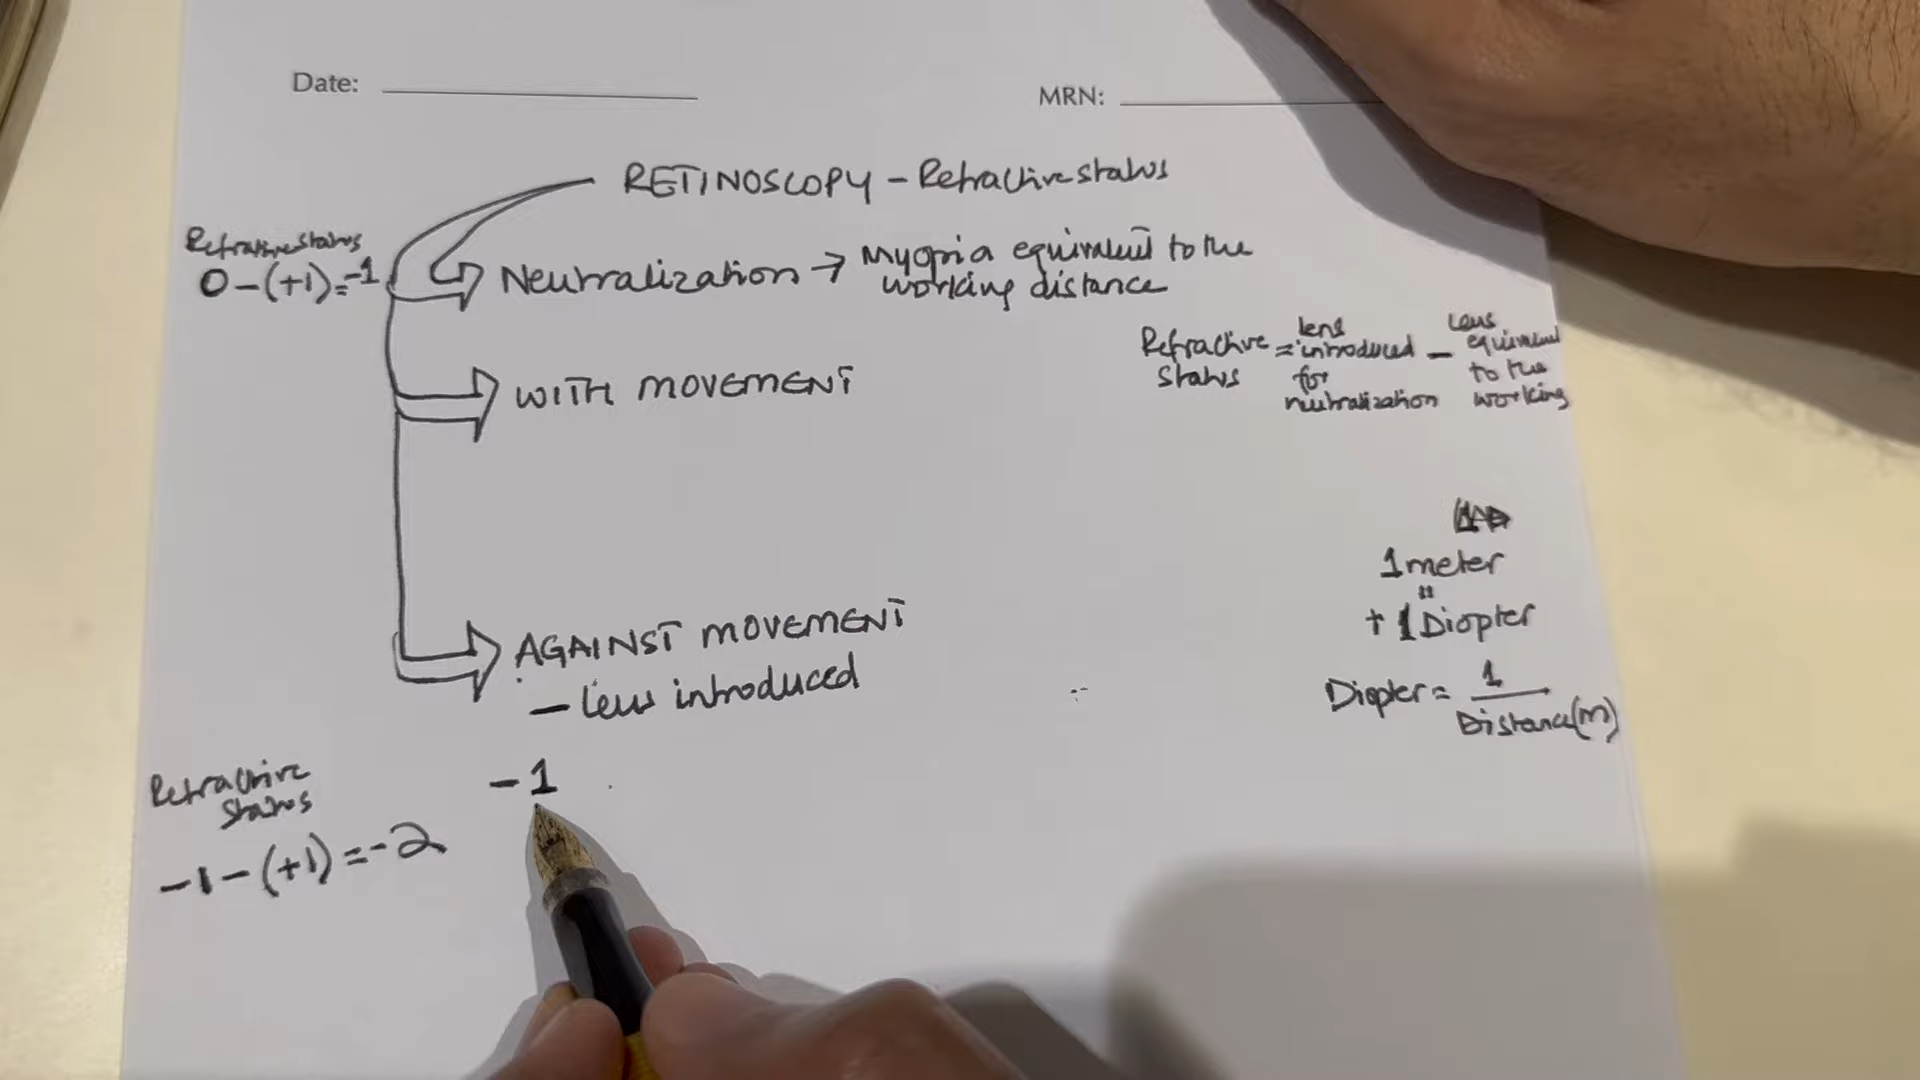 Date:
MRN:
RETINOSCOPY - Refractive status
Refractive status
0 - (+1) = -1
Neutralization → Myopia equivalent to the
working distance
Refractive status = lens introduced for neutralization - Lens equivalent to the working
WITH MOVEMENT
1 meter
"
+ 1 Diopter
Diopter = 1 / Distance (m)
AGAINST MOVEMENT
- lens introduced
-1
Refractive
status
-1 - (+1) = -2